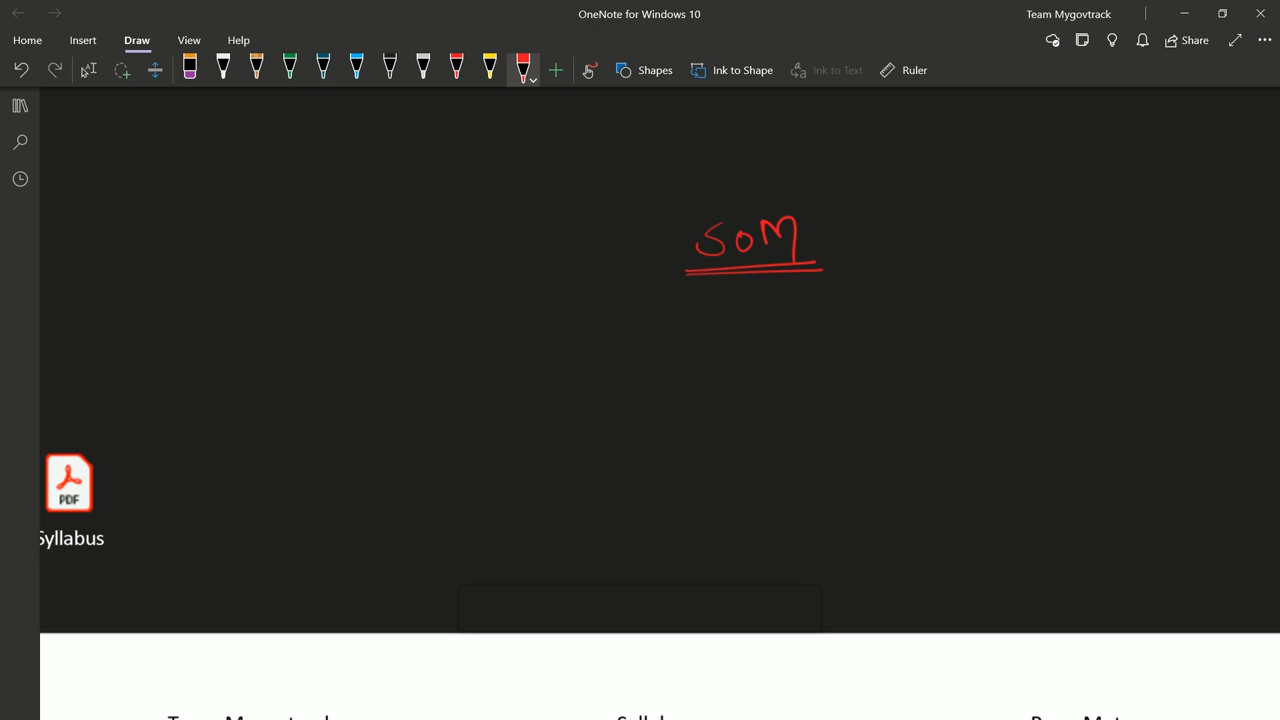 OneNote for Windows 10
Team Mygovtrack
Home Insert Draw View Help
Share
Shapes Ink to Shape Ink to Text Ruler
SOM
PDF
Syllabus